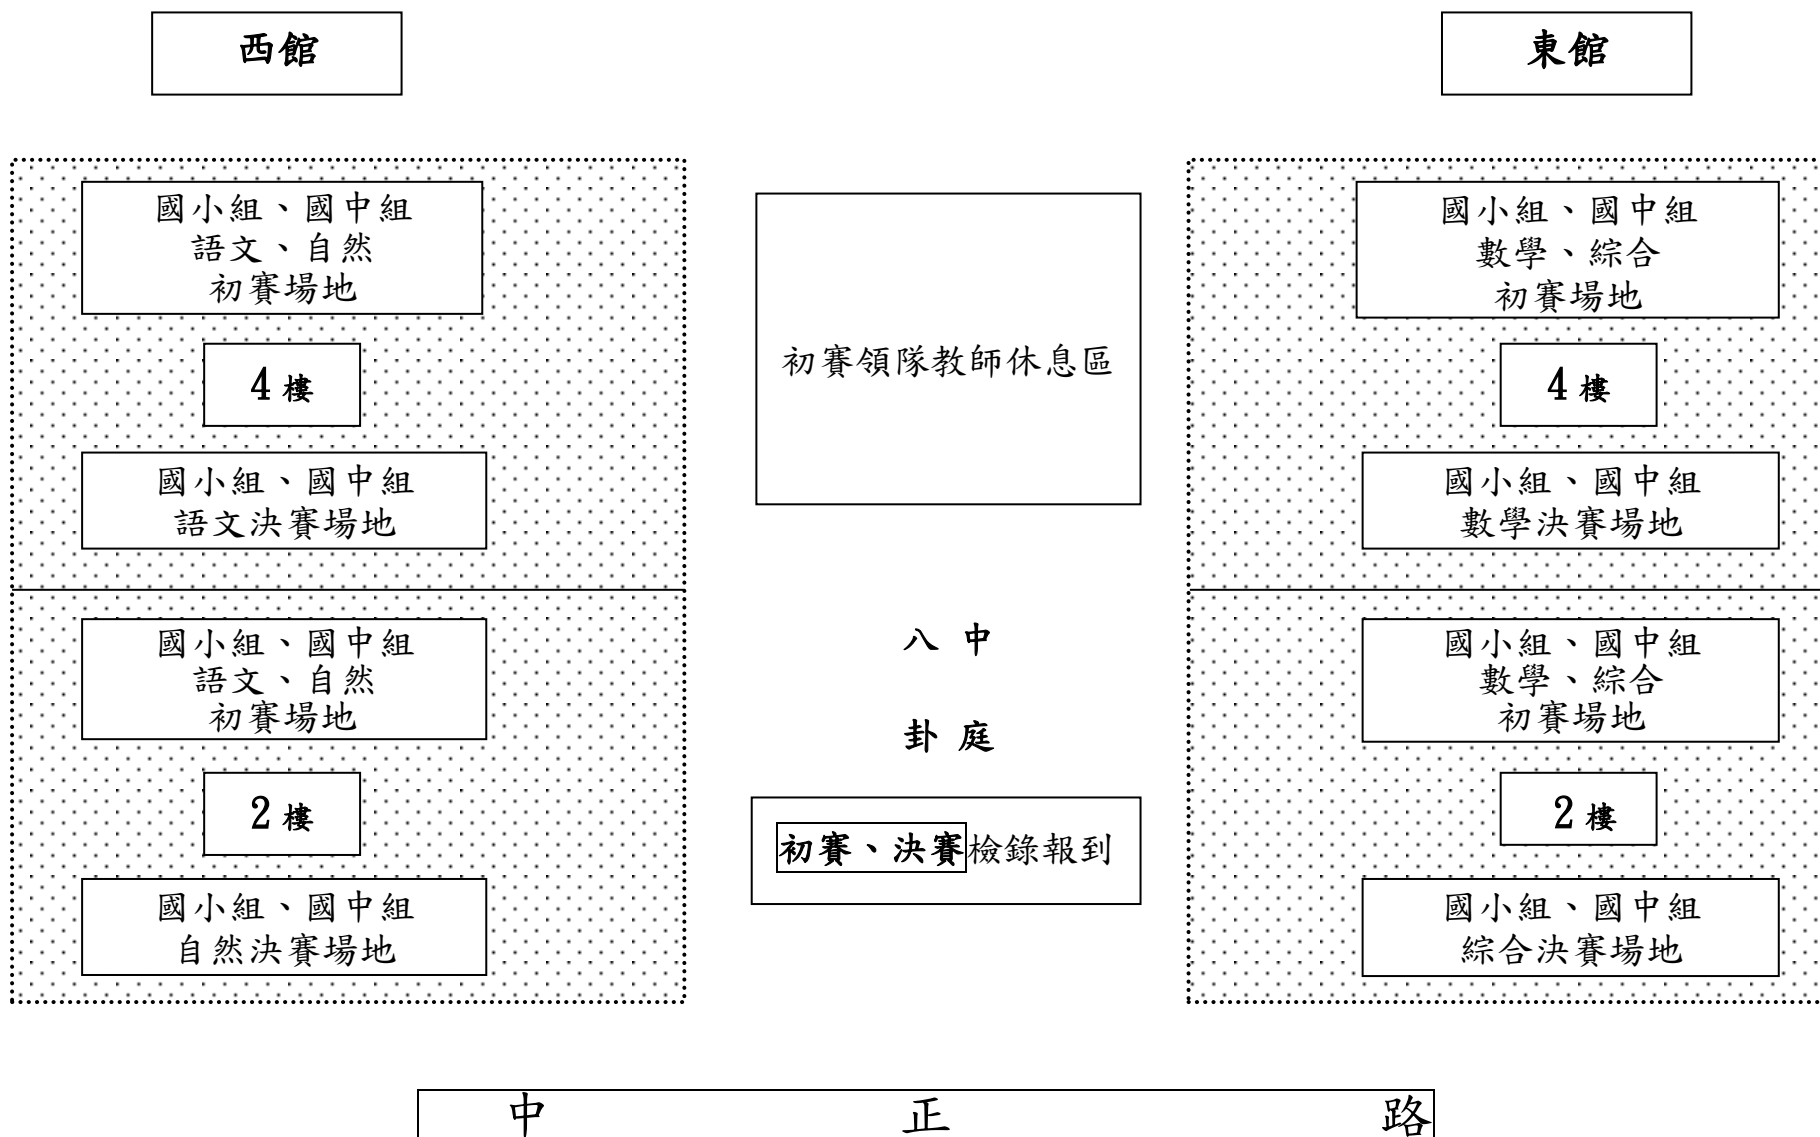 西館
東館
國小組、國中組
語文、自然
初賽場地
4 樓
國小組、國中組
語文決賽場地
國小組、國中組
語文、自然
初賽場地
2 樓
國小組、國中組
自然決賽場地
初賽領隊教師休息區
八 中
卦 庭
初賽、決賽檢錄報到
國小組、國中組
數學、綜合
初賽場地
4 樓
國小組、國中組
數學決賽場地
國小組、國中組
數學、綜合
初賽場地
2 樓
國小組、國中組
綜合決賽場地
中 正 路